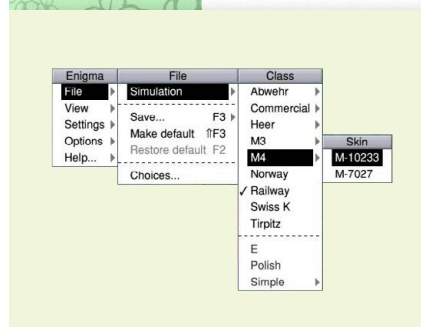 Enigma
File
View
Settings
Options
Help...
File
Simulation
Save... F3
Make default ⇑F3
Restore default F2
Choices...
Class
Abwehr
Commercial
Heer
M3
M4
Norway
✓ Railway
Swiss K
Tirpitz
E
Polish
Simple
Skin
M-10233
M-7027